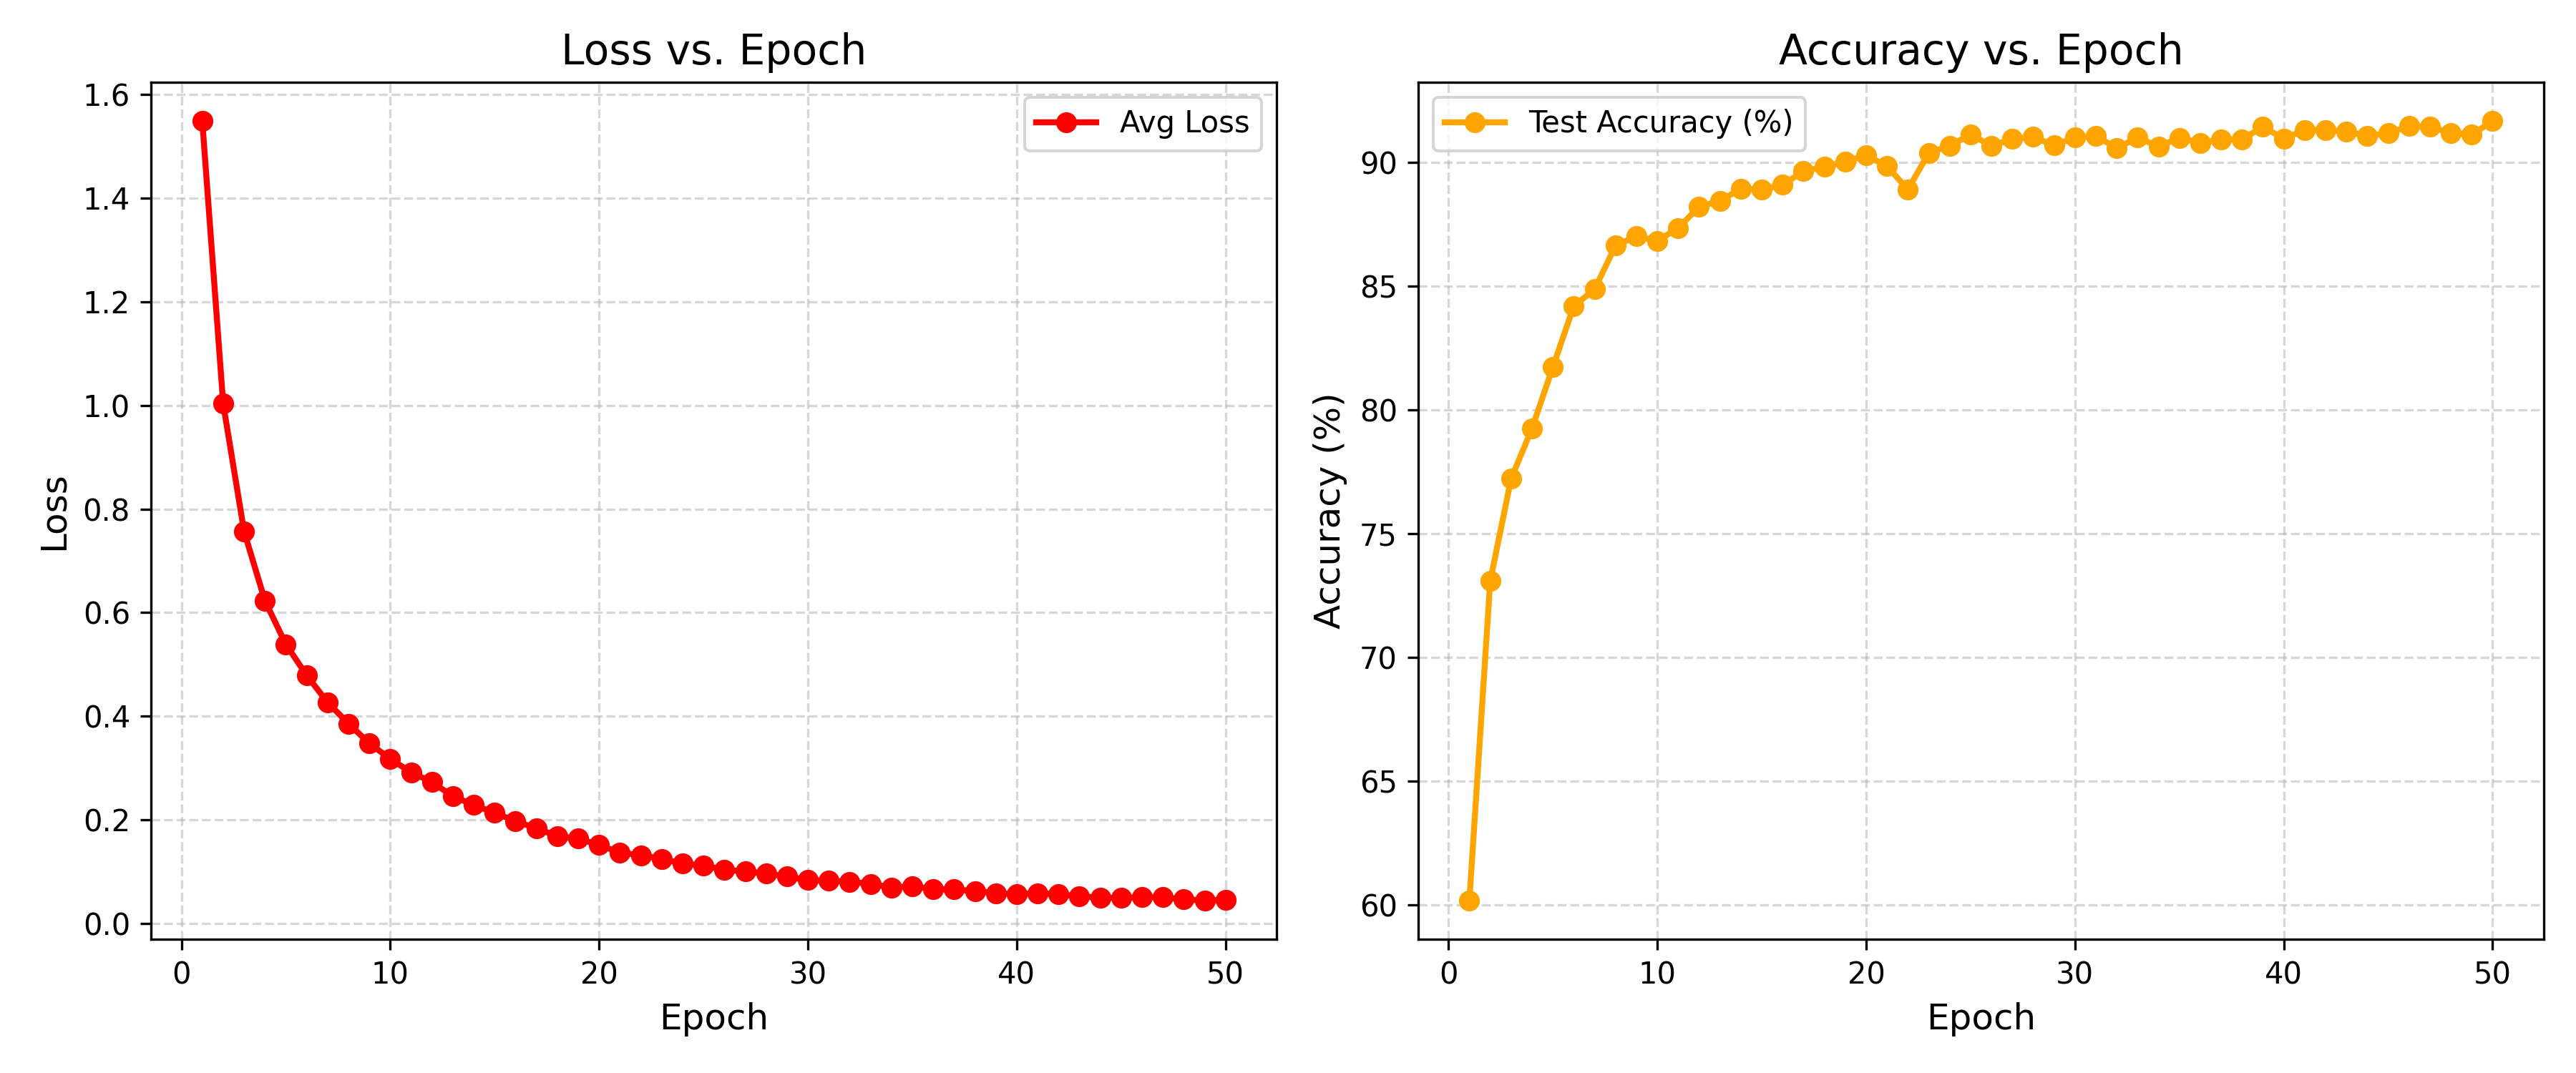 Loss vs. Epoch
Avg Loss
1.6
1.4
1.2
1.0
0.8
0.6
0.4
0.2
0.0
Loss
0 10 20 30 40 50
Epoch
Accuracy vs. Epoch
Test Accuracy (%)
90
85
80
75
70
65
60
Accuracy (%)
0 10 20 30 40 50
Epoch